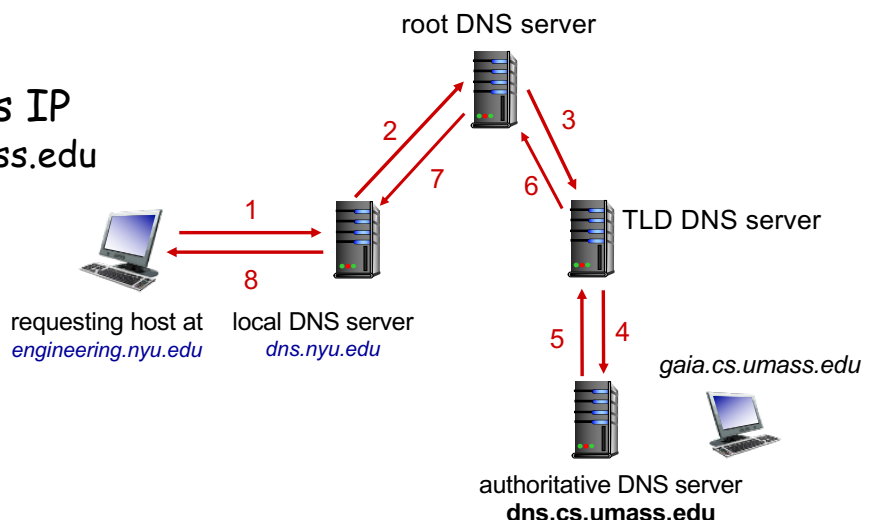 root DNS server
s IP
ss.edu
2
3
7
6
1
TLD DNS server
8
requesting host at
engineering.nyu.edu
local DNS server
dns.nyu.edu
5
4
gaia.cs.umass.edu
authoritative DNS server
dns.cs.umass.edu